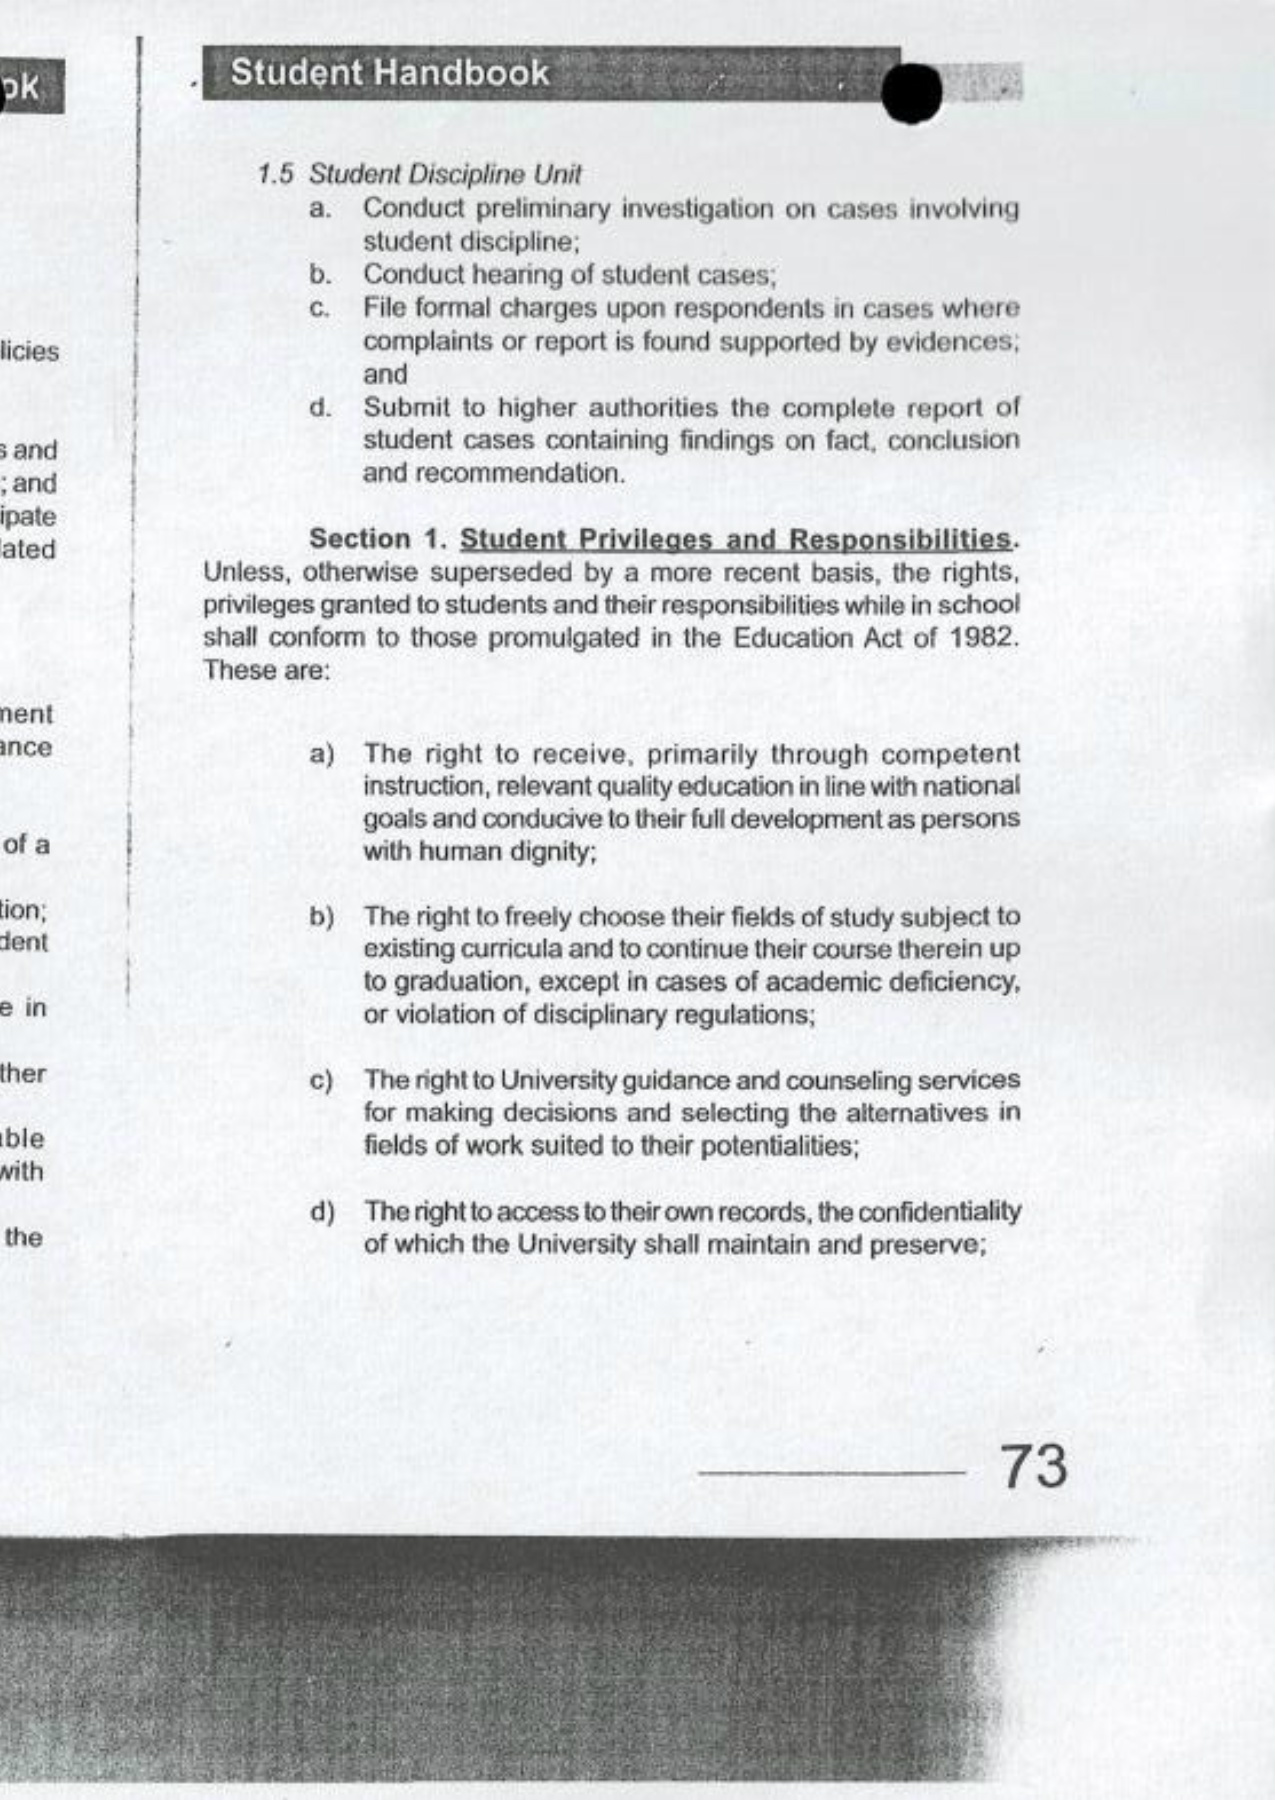 ok
licies
s and
; and
ipate
lated
ment
ance
of a
tion;
dent
e in
ther
able
with
the
Student Handbook
1.5 Student Discipline Unit
a. Conduct preliminary investigation on cases involving
student discipline;
b. Conduct hearing of student cases;
c. File formal charges upon respondents in cases where
complaints or report is found supported by evidences;
and
d. Submit to higher authorities the complete report of
student cases containing findings on fact, conclusion
and recommendation.
Section 1. Student Privileges and Responsibilities.
Unless, otherwise superseded by a more recent basis, the rights,
privileges granted to students and their responsibilities while in school
shall conform to those promulgated in the Education Act of 1982.
These are:
a) The right to receive, primarily through competent
instruction, relevant quality education in line with national
goals and conducive to their full development as persons
with human dignity;
b) The right to freely choose their fields of study subject to
existing curricula and to continue their course therein up
to graduation, except in cases of academic deficiency,
or violation of disciplinary regulations;
c) The right to University guidance and counseling services
for making decisions and selecting the alternatives in
fields of work suited to their potentialities;
d) The right to access to their own records, the confidentiality
of which the University shall maintain and preserve;
73